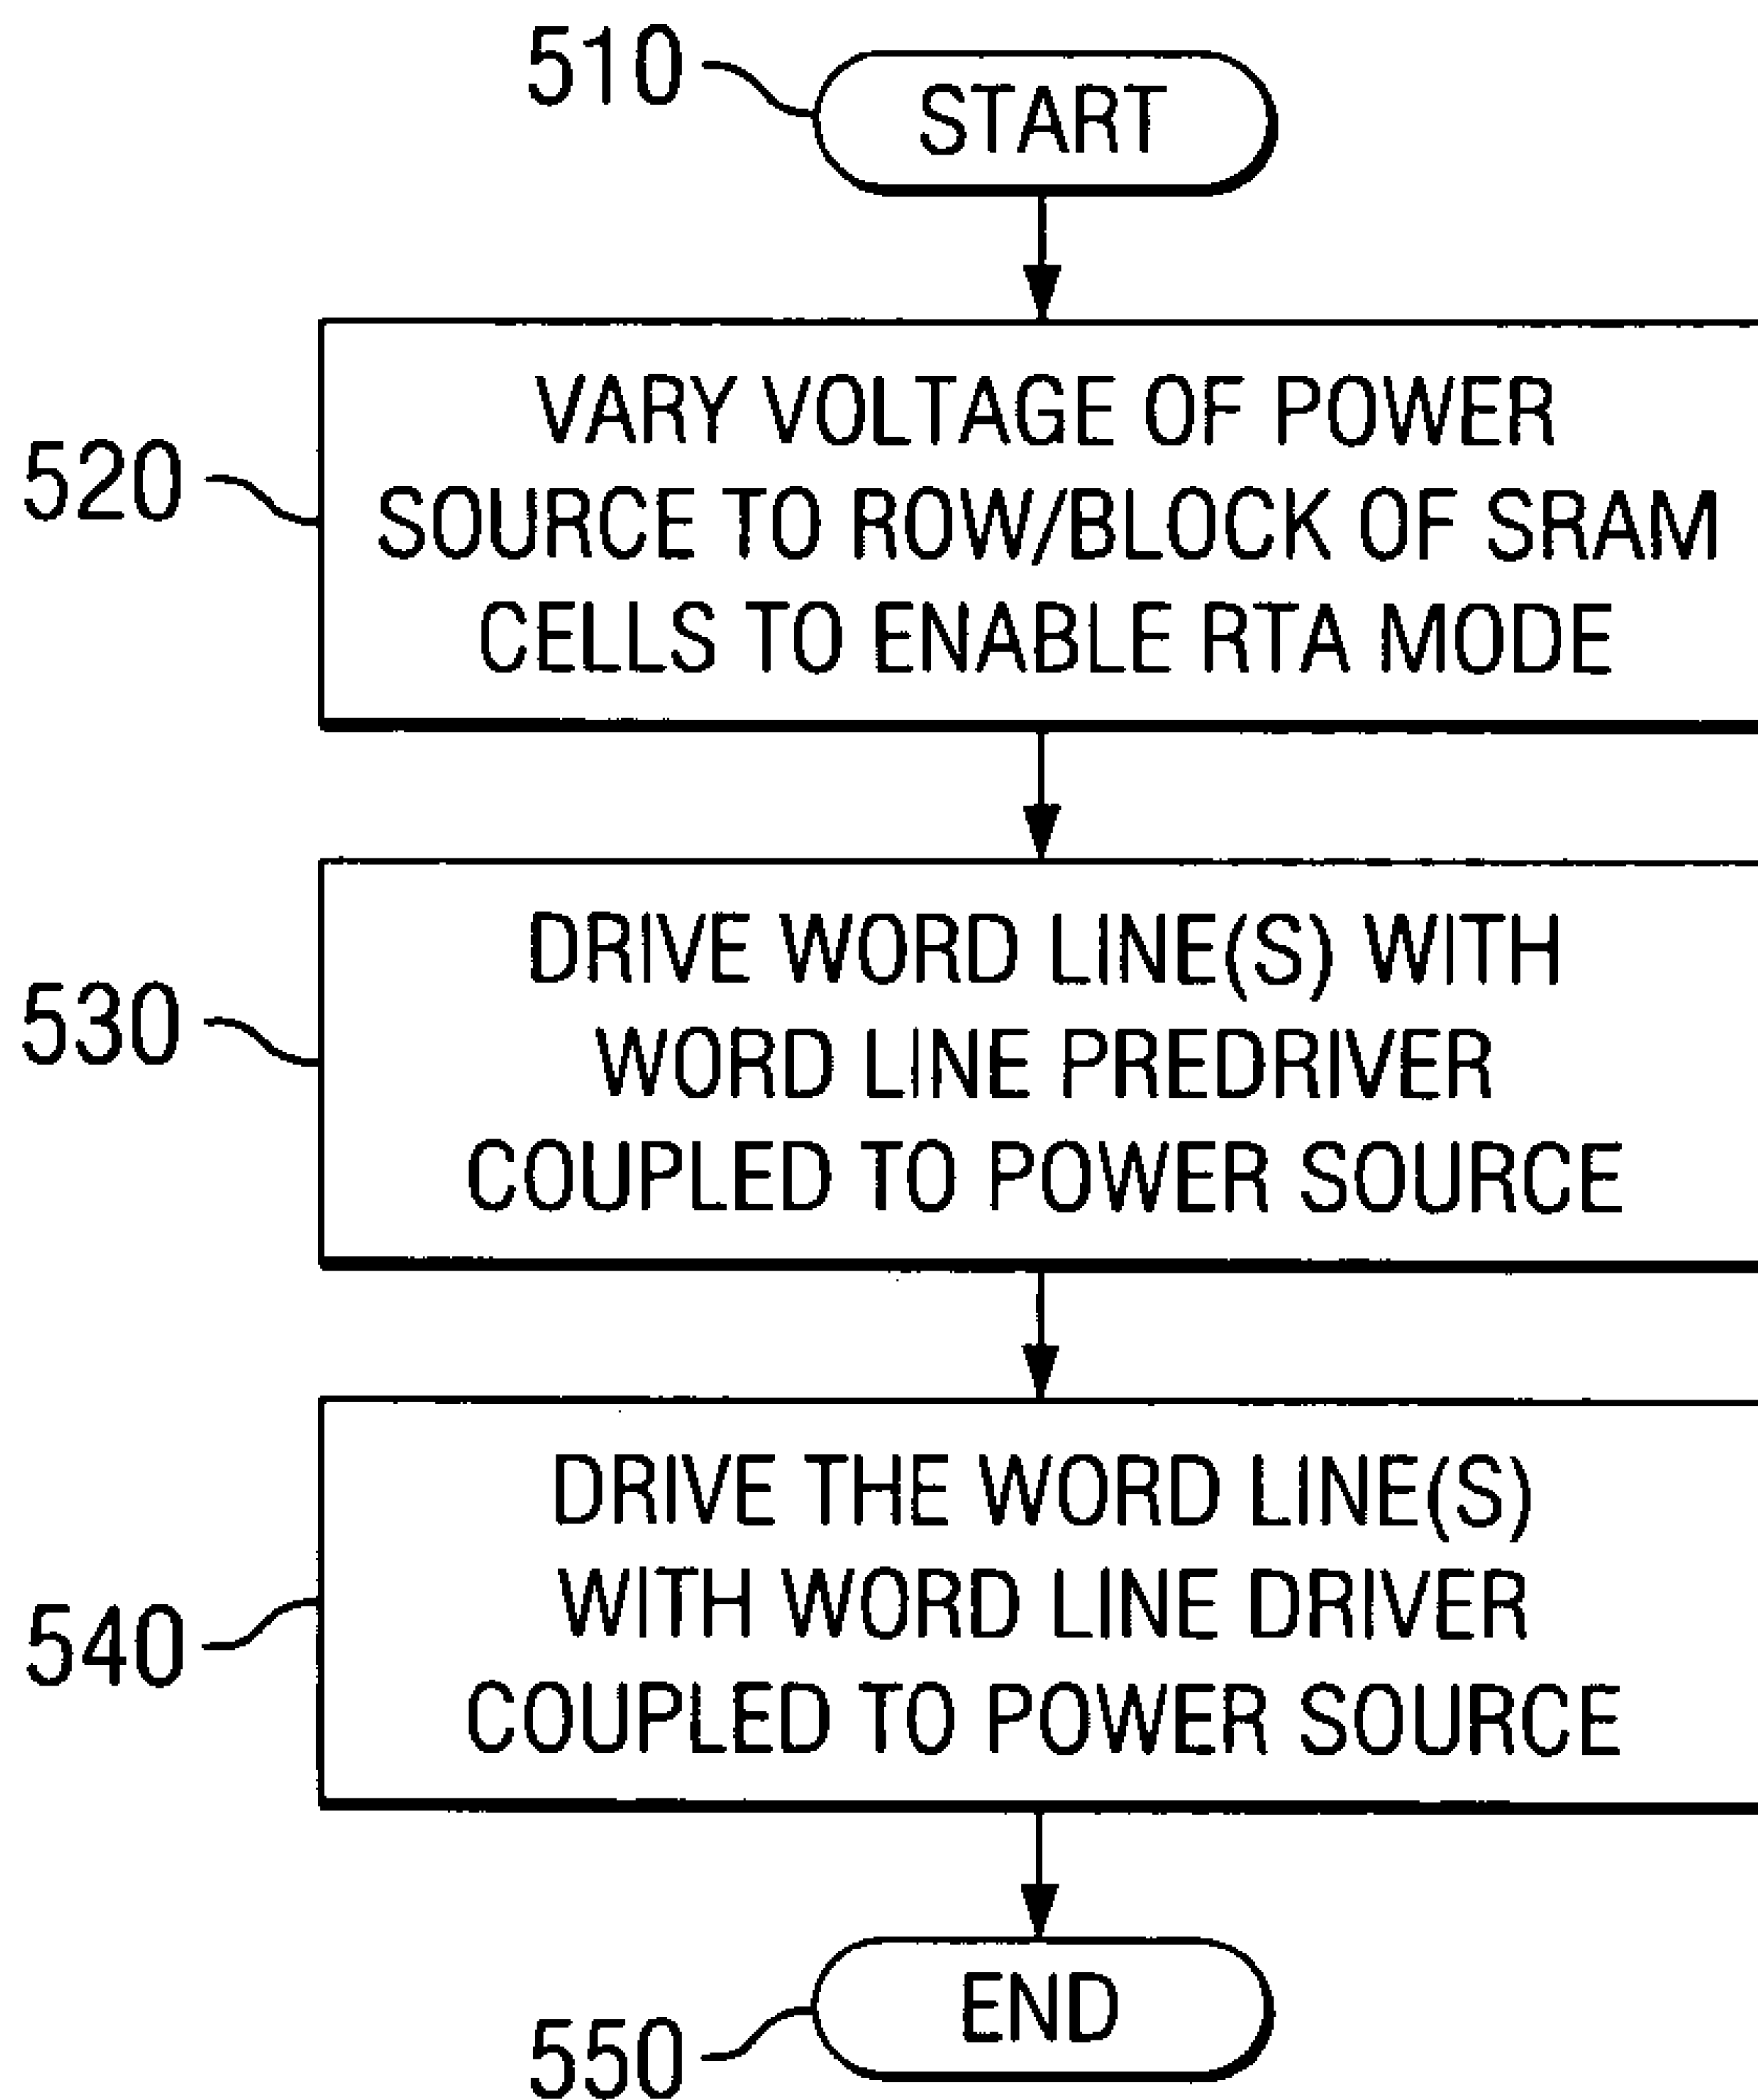 510
START
VARY VOLTAGE OF POWER
SOURCE TO ROW/BLOCK OF SRAM
CELLS TO ENABLE RTA MODE
520
DRIVE WORD LINE(S) WITH
WORD LINE PREDRIVER
COUPLED TO POWER SOURCE
530
DRIVE THE WORD LINE(S)
WITH WORD LINE DRIVER
COUPLED TO POWER SOURCE
540
END
550